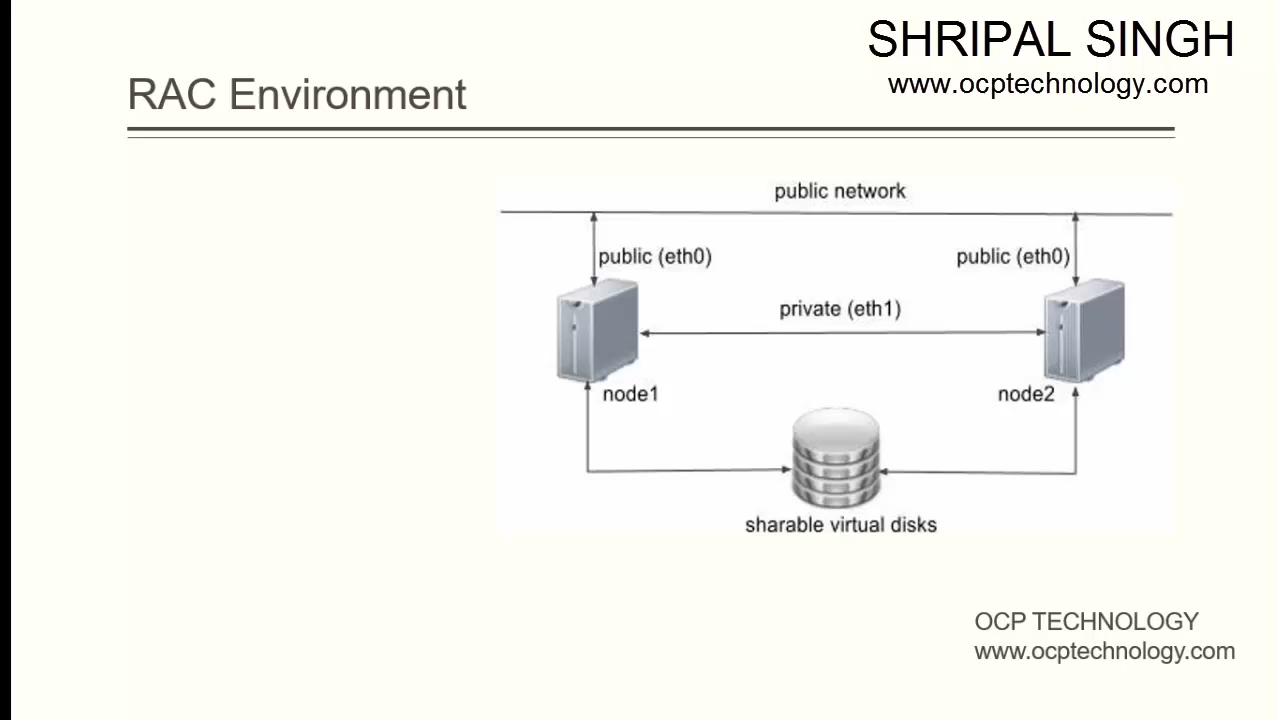 SHRIPAL SINGH
www.ocptechnology.com
RAC Environment
public network
public (eth0)
public (eth0)
private (eth1)
node1
node2
sharable virtual disks
OCP TECHNOLOGY
www.ocptechnology.com